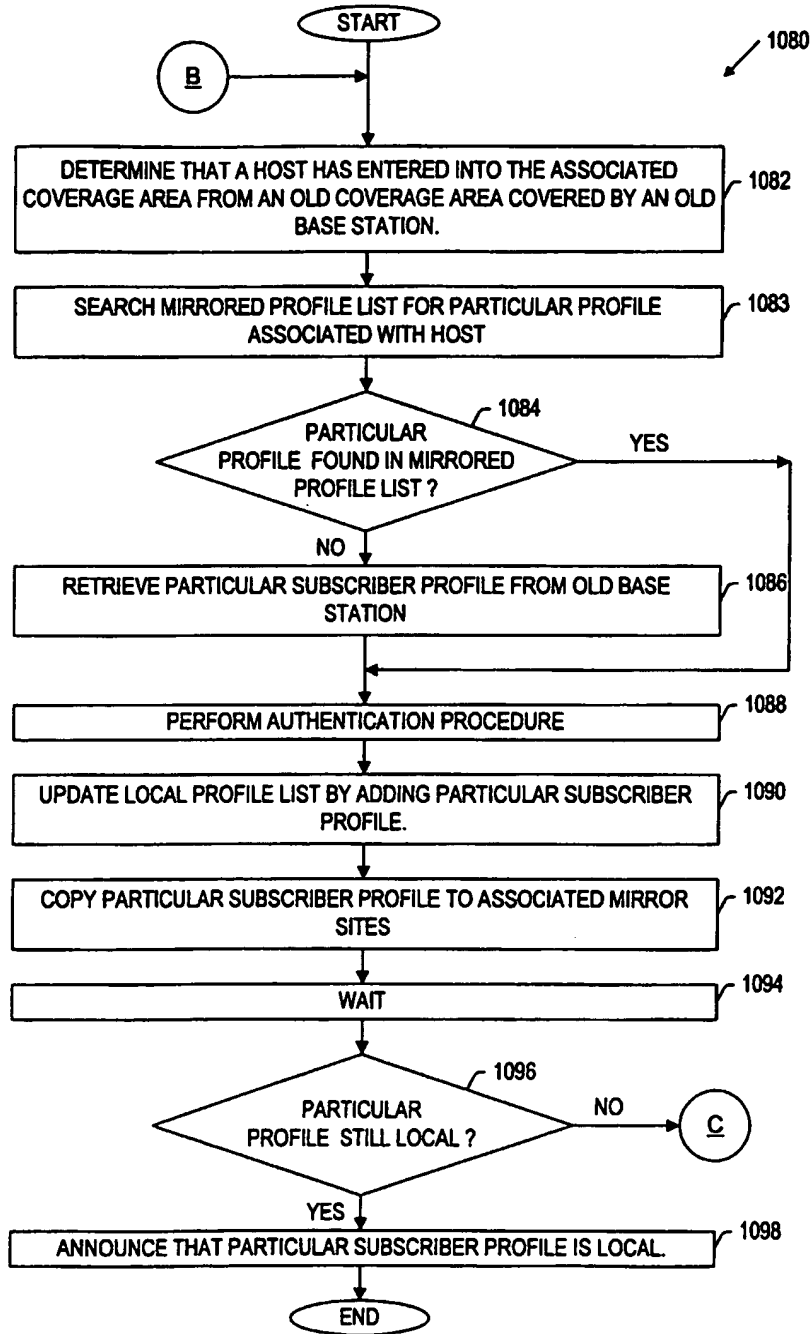 START
1080
B
DETERMINE THAT A HOST HAS ENTERED INTO THE ASSOCIATED
COVERAGE AREA FROM AN OLD COVERAGE AREA COVERED BY AN OLD
BASE STATION.
1082
SEARCH MIRRORED PROFILE LIST FOR PARTICULAR PROFILE
ASSOCIATED WITH HOST
1083
1084
PARTICULAR
PROFILE FOUND IN MIRRORED
PROFILE LIST ?
YES
NO
RETRIEVE PARTICULAR SUBSCRIBER PROFILE FROM OLD BASE
STATION
1086
PERFORM AUTHENTICATION PROCEDURE
1088
UPDATE LOCAL PROFILE LIST BY ADDING PARTICULAR SUBSCRIBER
PROFILE.
1090
COPY PARTICULAR SUBSCRIBER PROFILE TO ASSOCIATED MIRROR
SITES
1092
WAIT
1094
1096
PARTICULAR
PROFILE STILL LOCAL ?
NO
C
YES
ANNOUNCE THAT PARTICULAR SUBSCRIBER PROFILE IS LOCAL.
1098
END